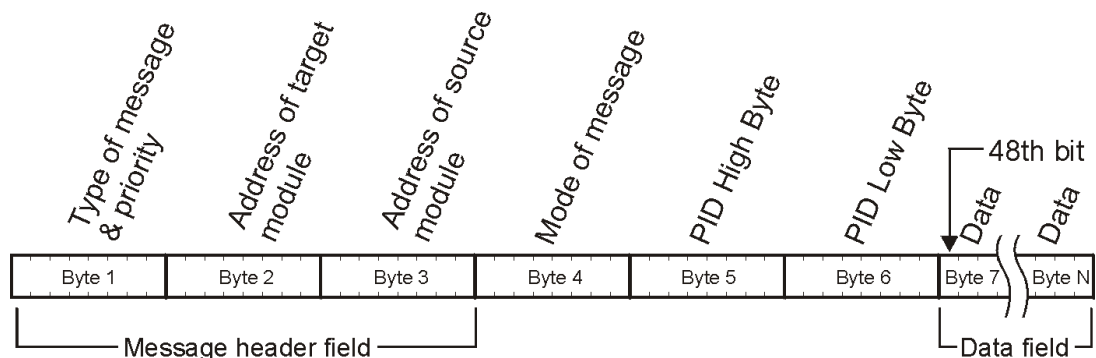 Type of message
& priority
Address of target
module
Address of source
module
Mode of message
PID High Byte
PID Low Byte
48th bit
Data
Data
Byte 1
Byte 2
Byte 3
Byte 4
Byte 5
Byte 6
Byte 7
Byte N
Message header field
Data field